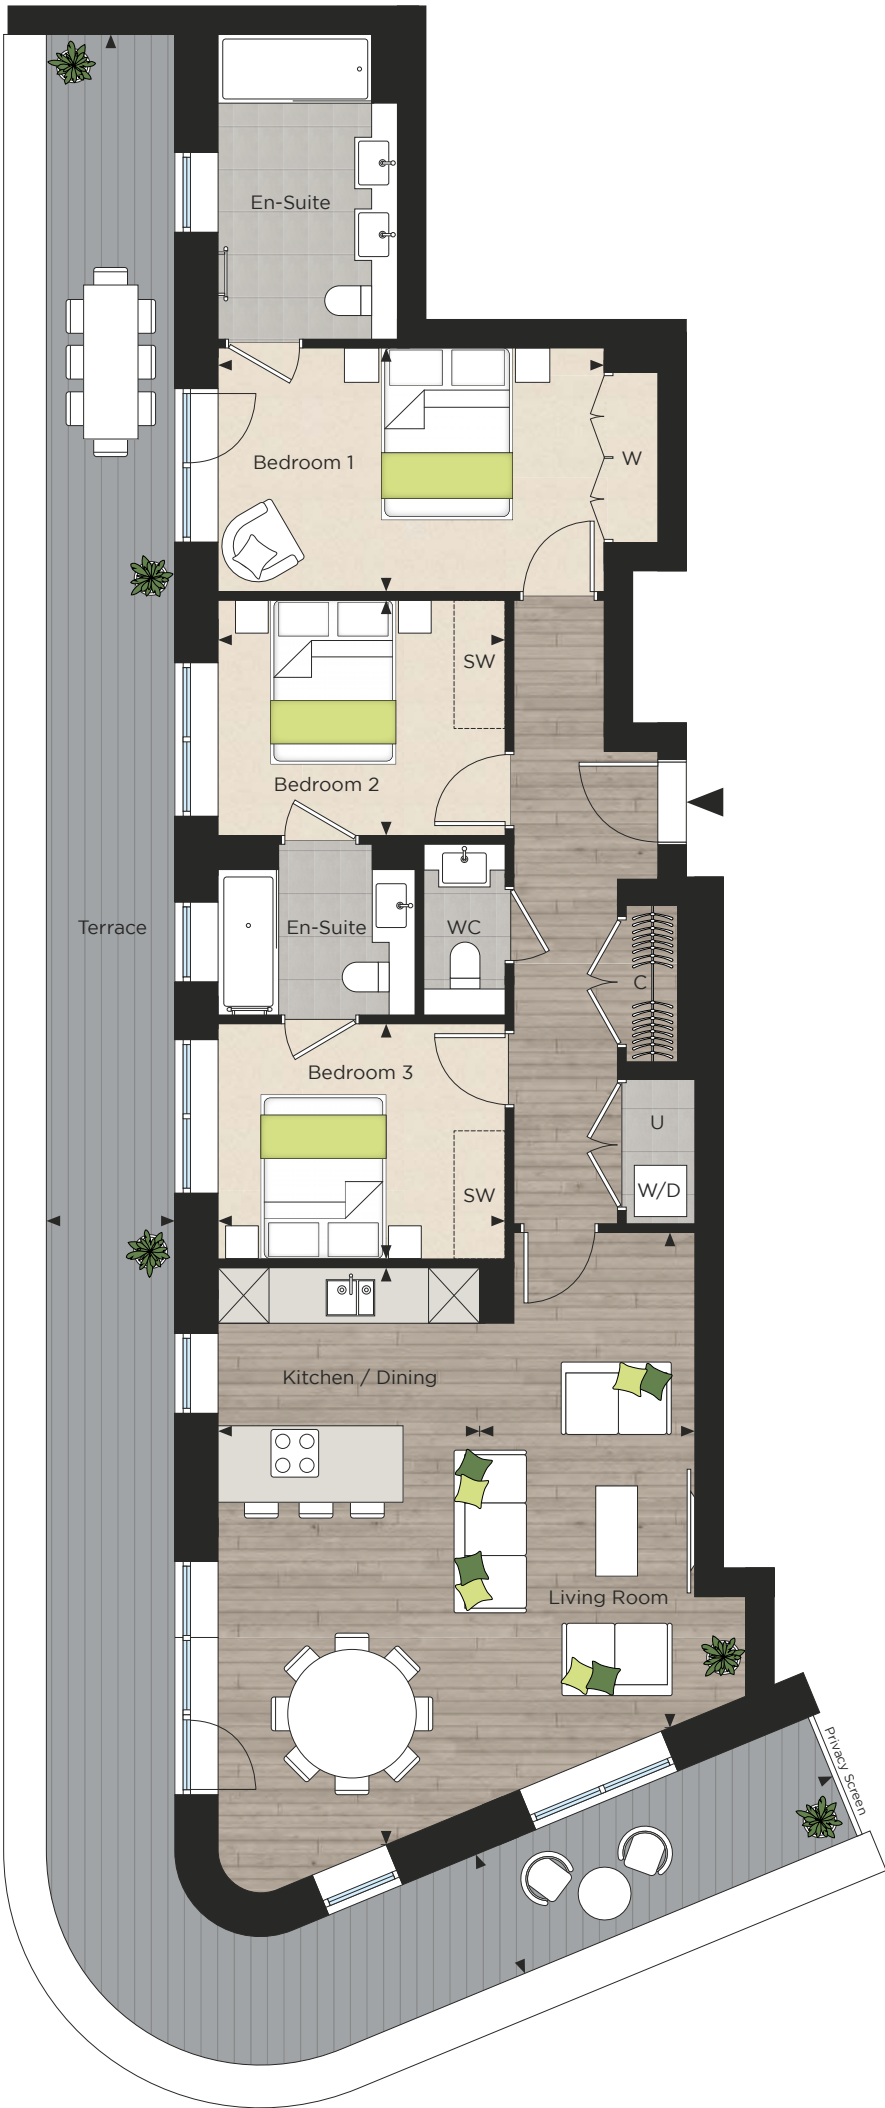 En-Suite
Bedroom 1
W
SW
Bedroom 2
Terrace
En-Suite
WC
C
Bedroom 3
U
W/D
SW
Kitchen / Dining
Living Room
Privacy Screen